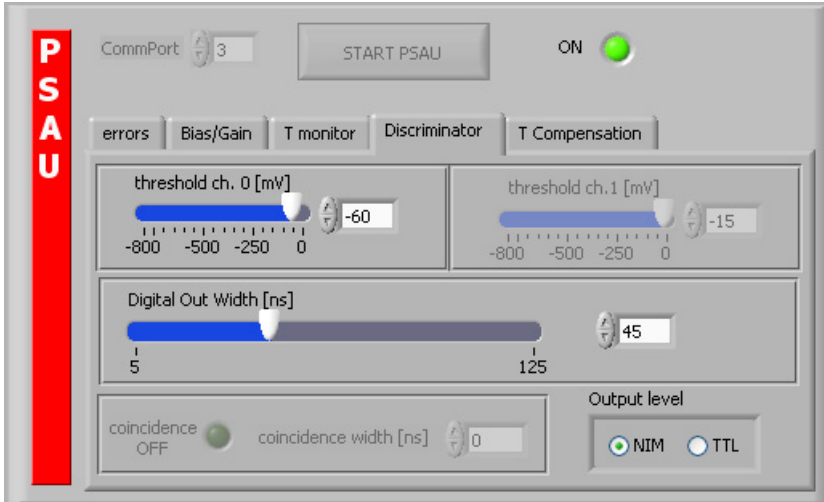 PSAU
CommPort 3
START PSAU
ON
errors Bias/Gain T monitor Discriminator T Compensation
threshold ch. 0 [mV]
-60
-800 -500 -250 0
threshold ch.1 [mV]
-15
-800 -500 -250 0
Digital Out Width [ns]
45
5 125
coincidence
OFF
coincidence width [ns] 0
Output level
NIM TTL